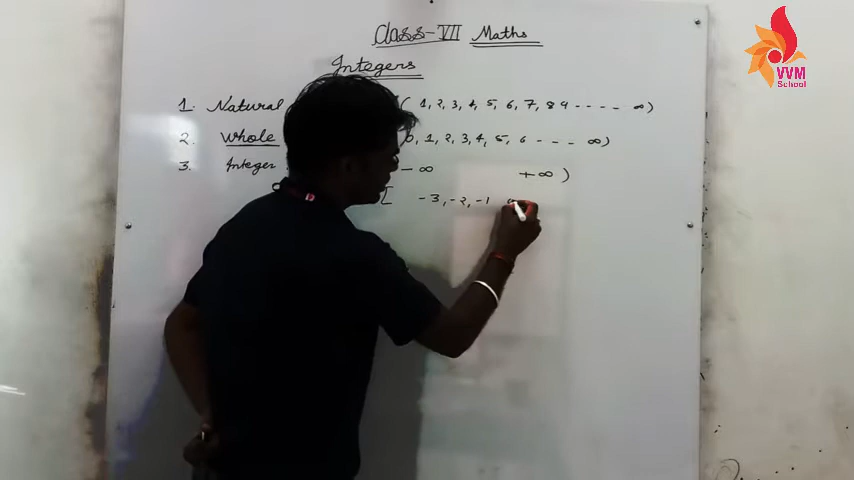 Class-VII Maths
Integers
1. Natural ( 1, 2, 3, 4, 5, 6, 7, 8 9 ---- ∞)
2. Whole 0, 1, 2, 3, 4, 5, 6 --- ∞)
3. Integer - ∞ + ∞ )
[ -3, -2, -1
VVM
School